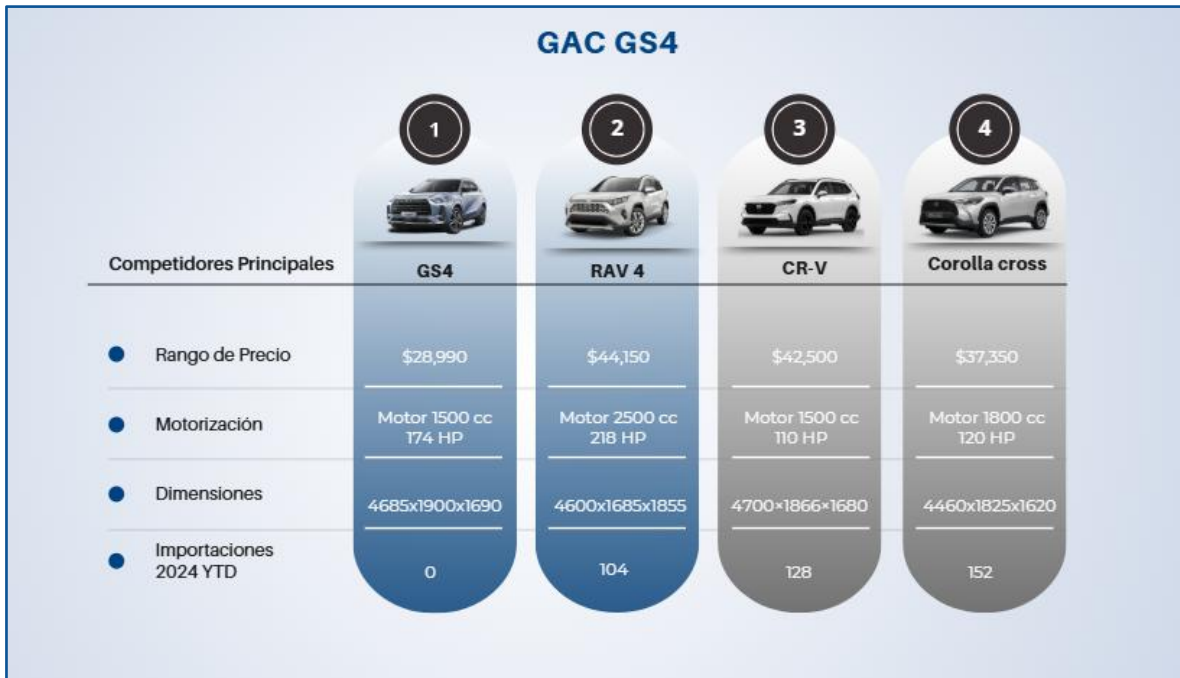 GAC GS4
1
2
3
4
Competidores Principales
GS4
RAV 4
CR-V
Corolla cross
Rango de Precio
$28,990
$44,150
$42,500
$37,350
Motorización
Motor 1500 cc
174 HP
Motor 2500 cc
218 HP
Motor 1500 cc
110 HP
Motor 1800 cc
120 HP
Dimensiones
4685x1900x1690
4600x1685x1855
4700×1866×1680
4460x1825x1620
Importaciones
2024 YTD
0
104
128
152